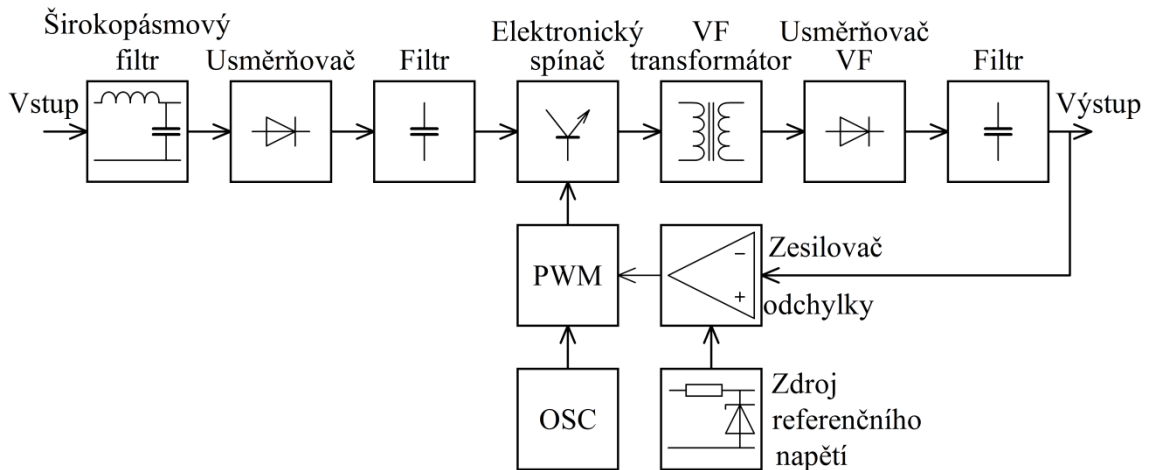 Širokopásmový
filtr
Usměrňovač
Filtr
Elektronický
spínač
VF
transformátor
Usměrňovač
VF
Filtr
Vstup
Výstup
PWM
−
+
Zesilovač
odchylky
OSC
Zdroj
referenčního
napětí